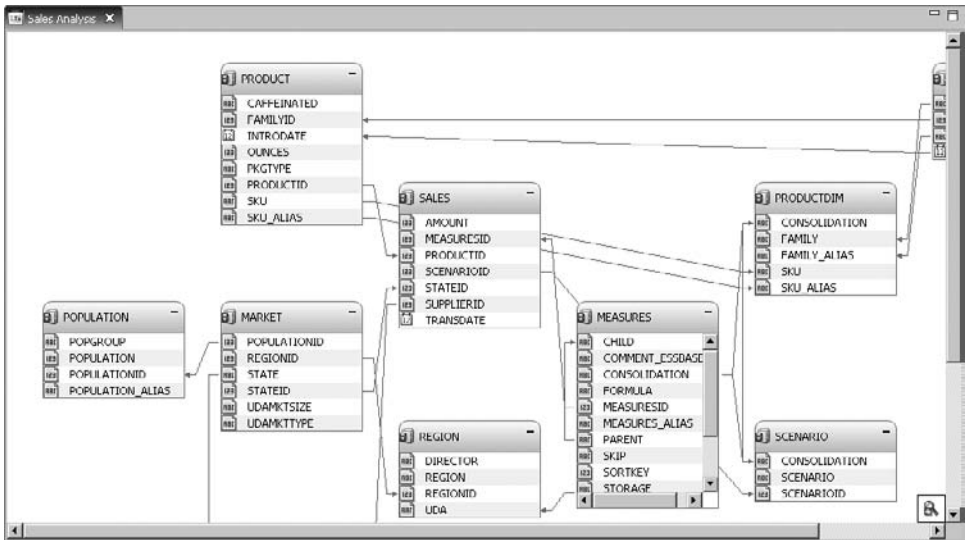 Sales Analysis
PRODUCT
CAFFEINATED
FAMILYID
INTRODATE
OUNCES
PKGTYPE
PRODUCTID
SKU
SKU_ALIAS
SALES
AMOUNT
MEASURESID
PRODUCTID
SCENARIOID
STATEID
SUPPLIERID
TRANSDATE
PRODUCTDIM
CONSOLIDATION
FAMILY
FAMILY_ALIAS
SKU
SKU_ALIAS
POPULATION
POPGROUP
POPULATION
POPULATIONID
POPULATION_ALIAS
MARKET
POPULATIONID
REGIONID
STATE
STATEID
UDAMKTSIZE
UDAMKTTYPE
MEASURES
CHILD
COMMENT_ESSBASE
CONSOLIDATION
FORMULA
MEASURESID
MEASURES_ALIAS
PARENT
SKIP
SORTKEY
STORAGE
REGION
DIRECTOR
REGION
REGIONID
UDA
SCENARIO
CONSOLIDATION
SCENARIO
SCENARIOID